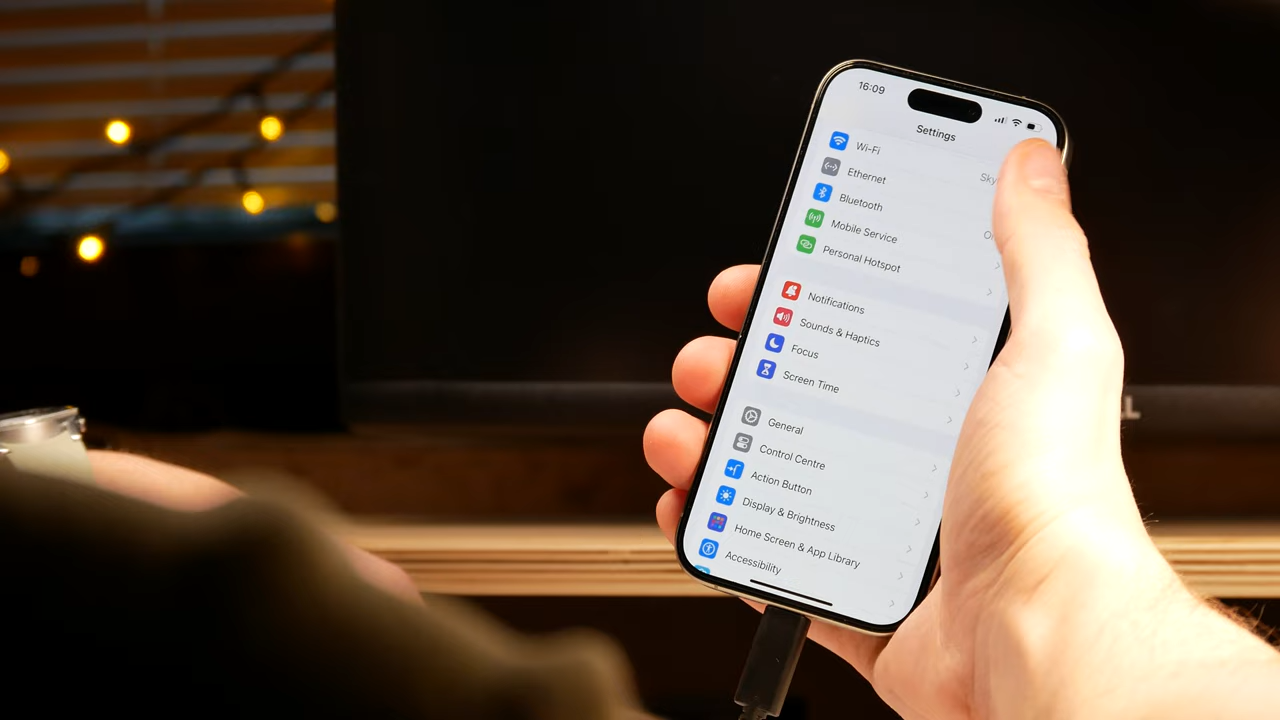 16:09
Settings
Wi-Fi
Sky
Ethernet
Bluetooth
Mobile Service
Personal Hotspot
Notifications
Sounds & Haptics
Focus
Screen Time
General
Control Centre
Action Button
Display & Brightness
Home Screen & App Library
Accessibility